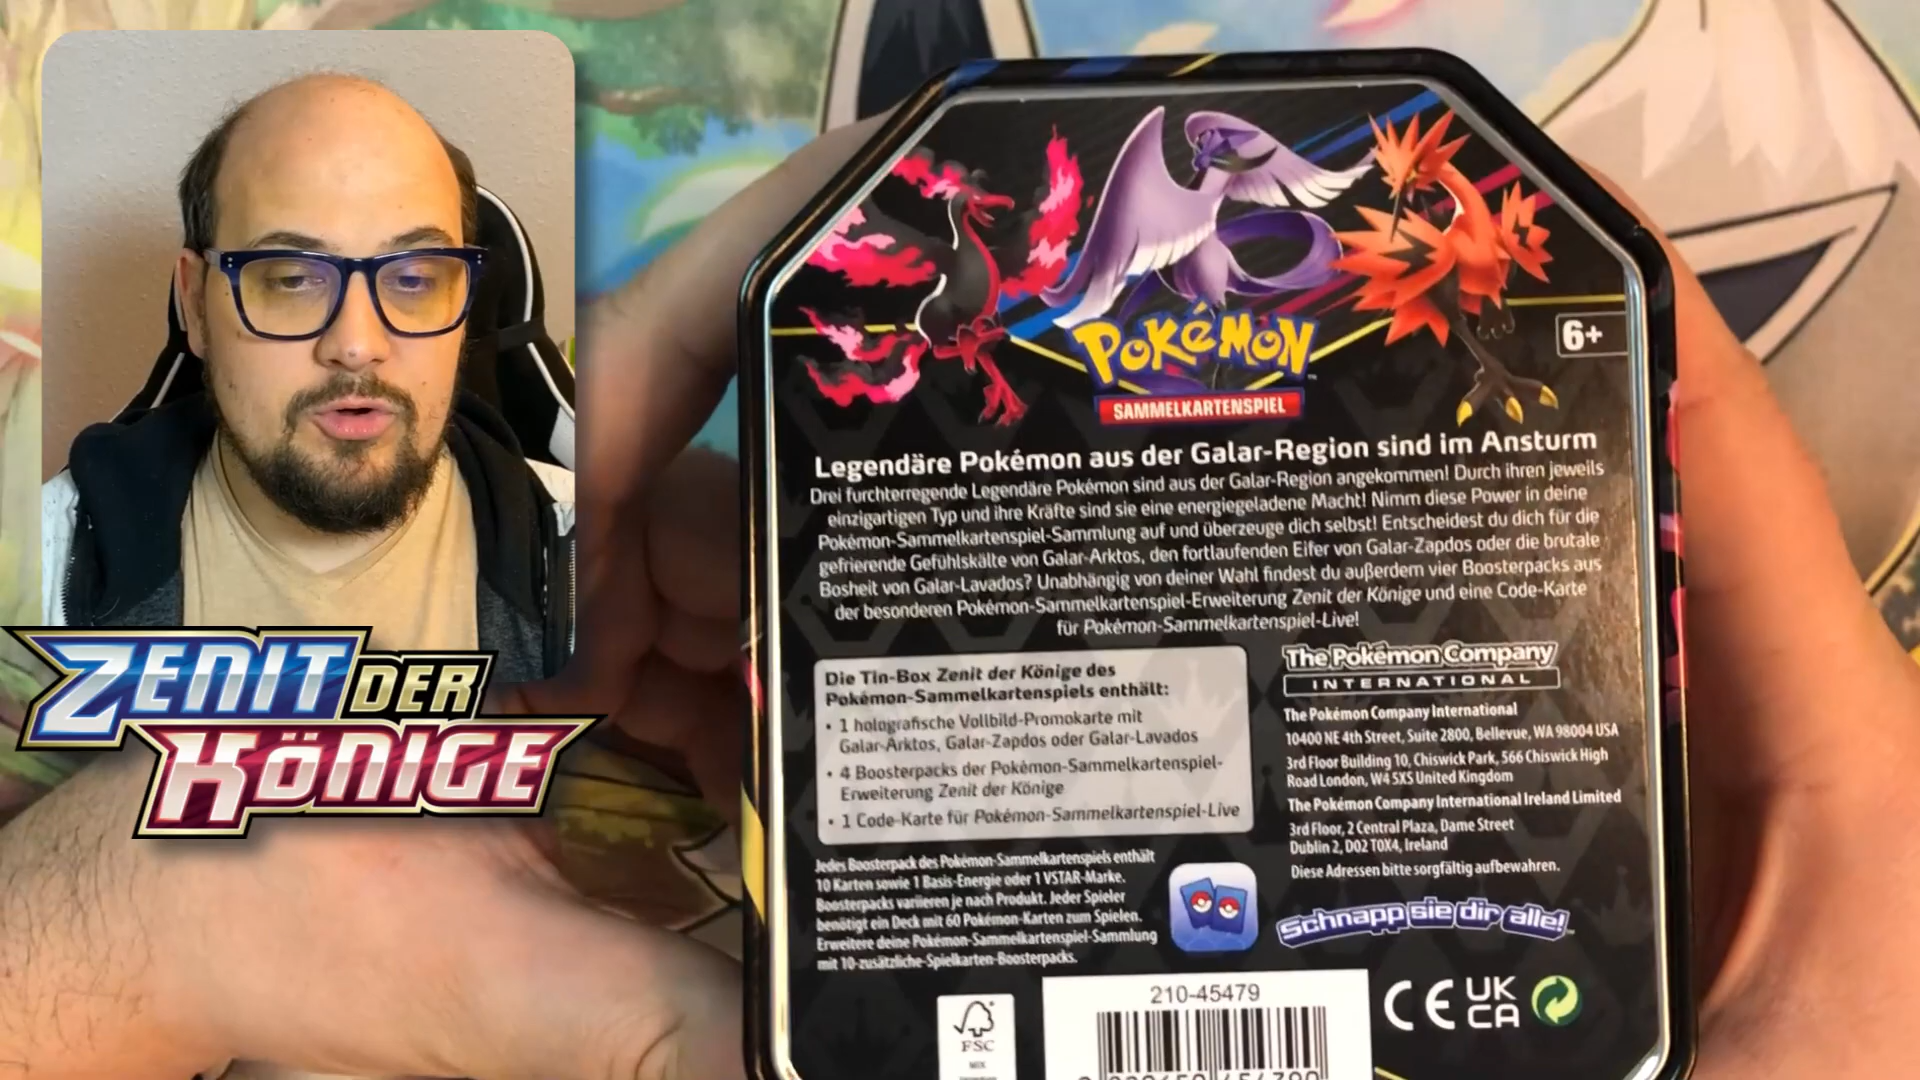 POKéMON
SAMMELKARTENSPIEL
6+
Legendäre Pokémon aus der Galar-Region sind im Ansturm
Drei furchterregende Legendäre Pokémon sind aus der Galar-Region angekommen! Durch ihren jeweils
einzigartigen Typ und ihre Kräfte sind sie eine energiegeladene Macht! Nimm diese Power in deine
Pokémon-Sammelkartenspiel-Sammlung auf und überzeuge dich selbst! Entscheidest du dich für die
gefrierende Gefühlskälte von Galar-Arktos, den fortlaufenden Eifer von Galar-Zapdos oder die brutale
Bosheit von Galar-Lavados? Unabhängig von deiner Wahl findest du außerdem vier Boosterpacks aus
der besonderen Pokémon-Sammelkartenspiel-Erweiterung Zenit der Könige und eine Code-Karte
für Pokémon-Sammelkartenspiel-Live!
ZENIT DER
KÖNIGE
Die Tin-Box Zenit der Könige des
Pokémon-Sammelkartenspiels enthält:
• 1 holografische Vollbild-Promokarte mit
Galar-Arktos, Galar-Zapdos oder Galar-Lavados
• 4 Boosterpacks der Pokémon-Sammelkartenspiel-
Erweiterung Zenit der Könige
• 1 Code-Karte für Pokémon-Sammelkartenspiel-Live
Jedes Boosterpack des Pokémon-Sammelkartenspiels enthält
10 Karten sowie 1 Basis-Energie oder 1 VSTAR-Marke.
Boosterpacks variieren je nach Produkt. Jeder Spieler
benötigt ein Deck mit 60 Pokémon-Karten zum Spielen.
Erweitere deine Pokémon-Sammelkartenspiel-Sammlung
mit 10-zusätzliche-Spielkarten-Boosterpacks.
The Pokémon Company
INTERNATIONAL
The Pokémon Company International
10400 NE 4th Street, Suite 2800, Bellevue, WA 98004 USA
3rd Floor Building 10, Chiswick Park, 566 Chiswick High
Road London, W4 5XS United Kingdom
The Pokémon Company International Ireland Limited
3rd Floor, 2 Central Plaza, Dame Street
Dublin 2, D02 T0X4, Ireland
Diese Adressen bitte sorgfältig aufbewahren.
Schnapp sie dir alle!
FSC
MIX
210-45479
CE
UK
CA